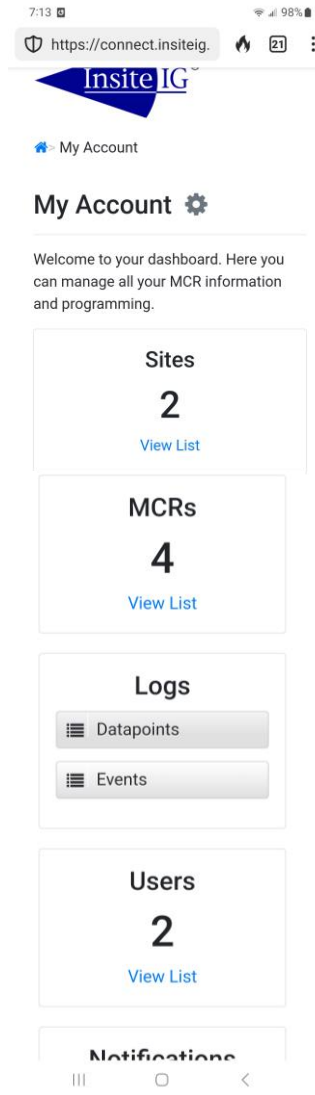 7:13
98%
https://connect.insiteig.
21
Insite IG
> My Account
My Account
Welcome to your dashboard. Here you
can manage all your MCR information
and programming.
Sites
2
View List
MCRs
4
View List
Logs
Datapoints
Events
Users
2
View List
Notifications